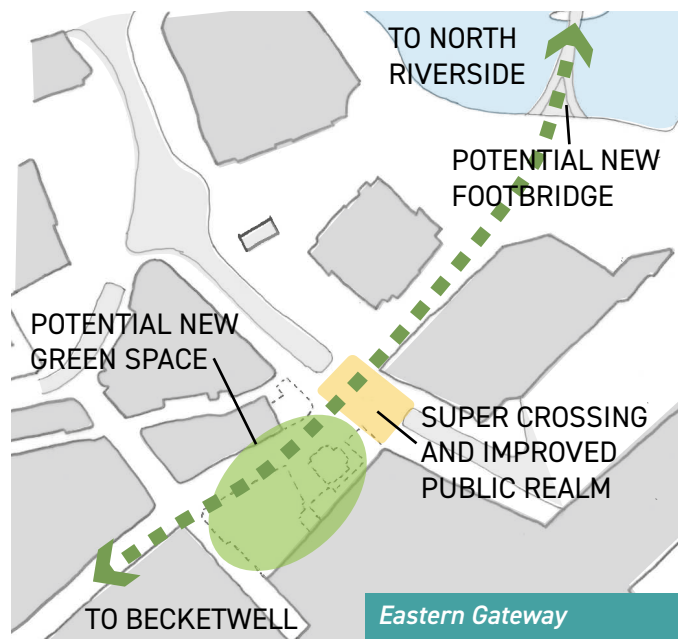 TO NORTH
RIVERSIDE
POTENTIAL NEW
FOOTBRIDGE
POTENTIAL NEW
GREEN SPACE
SUPER CROSSING
AND IMPROVED
PUBLIC REALM
TO BECKETWELL
Eastern Gateway